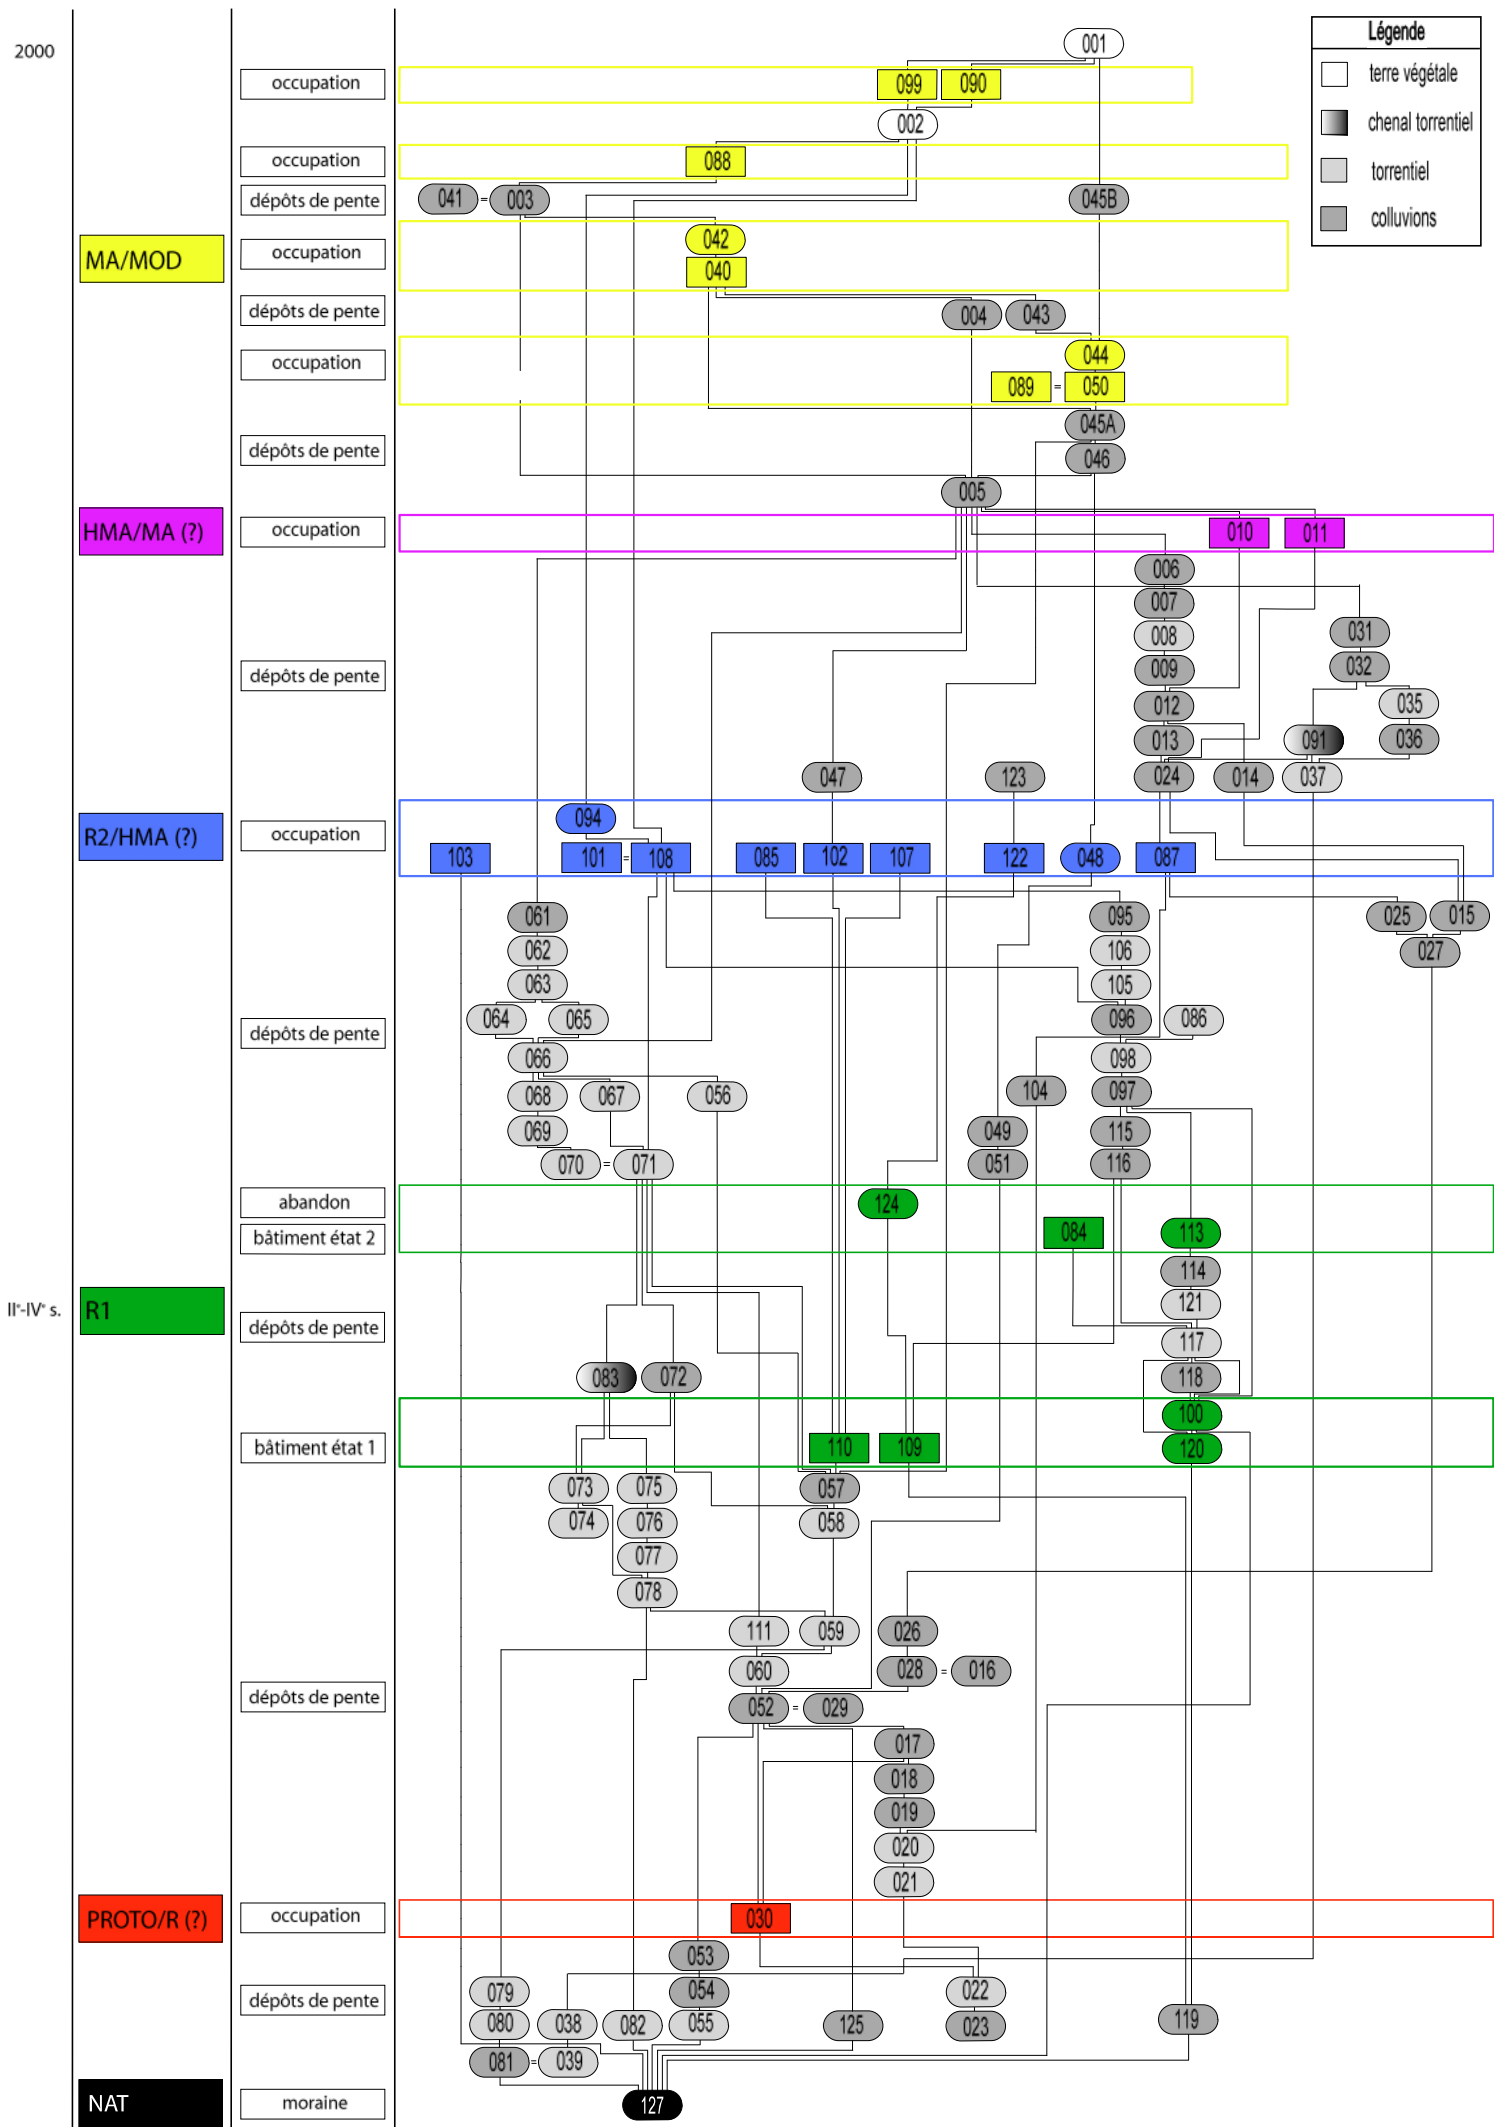 Légende
001
2000
terre végétale
occupation
099
090
chenal torrentiel
002
occupation
088
torrentiel
dépôts de pente
041 = 003
045B
colluvions
042
MA/MOD
occupation
040
dépôts de pente
004
043
044
occupation
089 = 050
045A
dépôts de pente
046
005
HMA/MA (?)
occupation
010
011
006
007
031
008
032
009
dépôts de pente
012
035
013
091
036
047
123
024
014
037
094
R2/HMA (?)
occupation
103
101 = 108
085
102
107
122
048
087
061
095
025
015
062
106
027
063
105
064
065
096
086
dépôts de pente
066
098
068
067
056
104
097
069
049
115
070 = 071
051
116
abandon
124
bâtiment état 2
084
113
114
II°-IV° s.
R1
121
dépôts de pente
117
083
072
118
100
bâtiment état 1
110
109
120
073
075
057
074
076
058
077
078
111
059
026
060
028 = 016
dépôts de pente
052 = 029
017
018
019
020
021
PROTO/R (?)
occupation
030
053
079
054
022
dépôts de pente
080
038
082
055
125
023
119
081 = 039
NAT
moraine
127